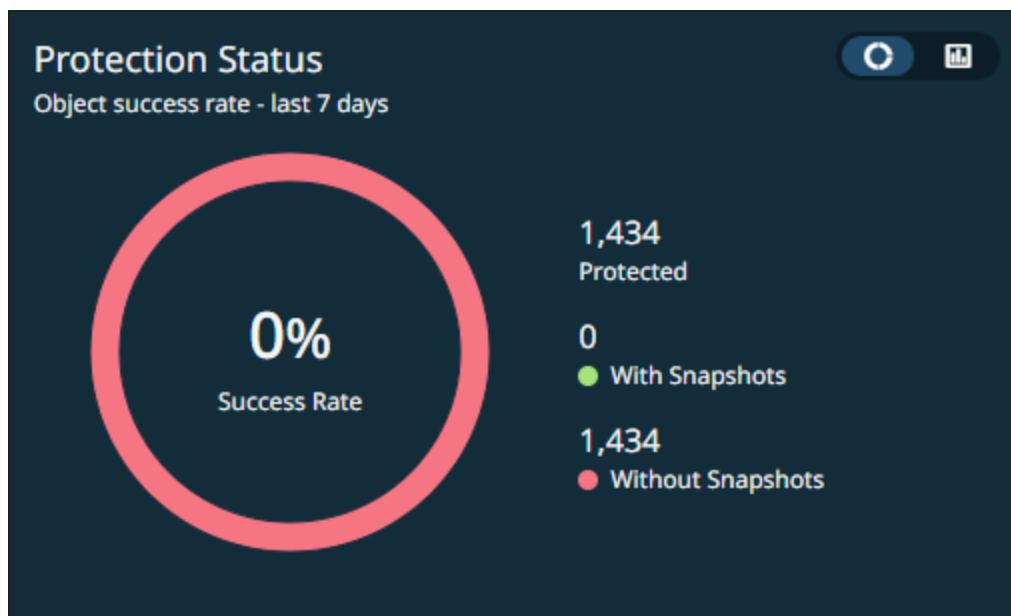 Protection Status
Object success rate - last 7 days
0%
Success Rate
1,434
Protected
0
With Snapshots
1,434
Without Snapshots